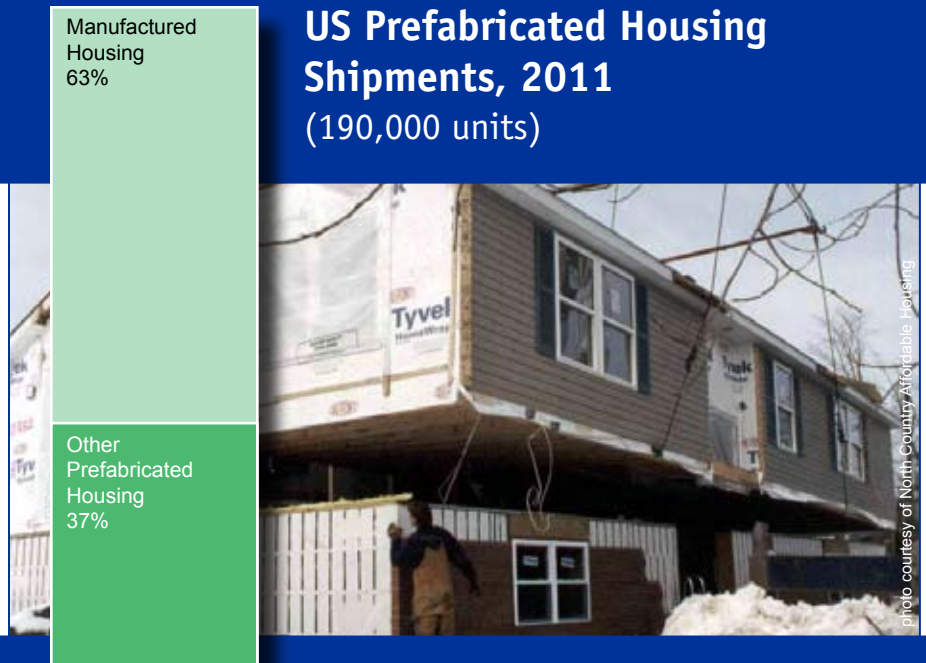 Manufactured
Housing
63%
US Prefabricated Housing
Shipments, 2011
(190,000 units)
Other
Prefabricated
Housing
37%
Tyvek
HomeWrap
photo courtesy of North Country Affordable Housing